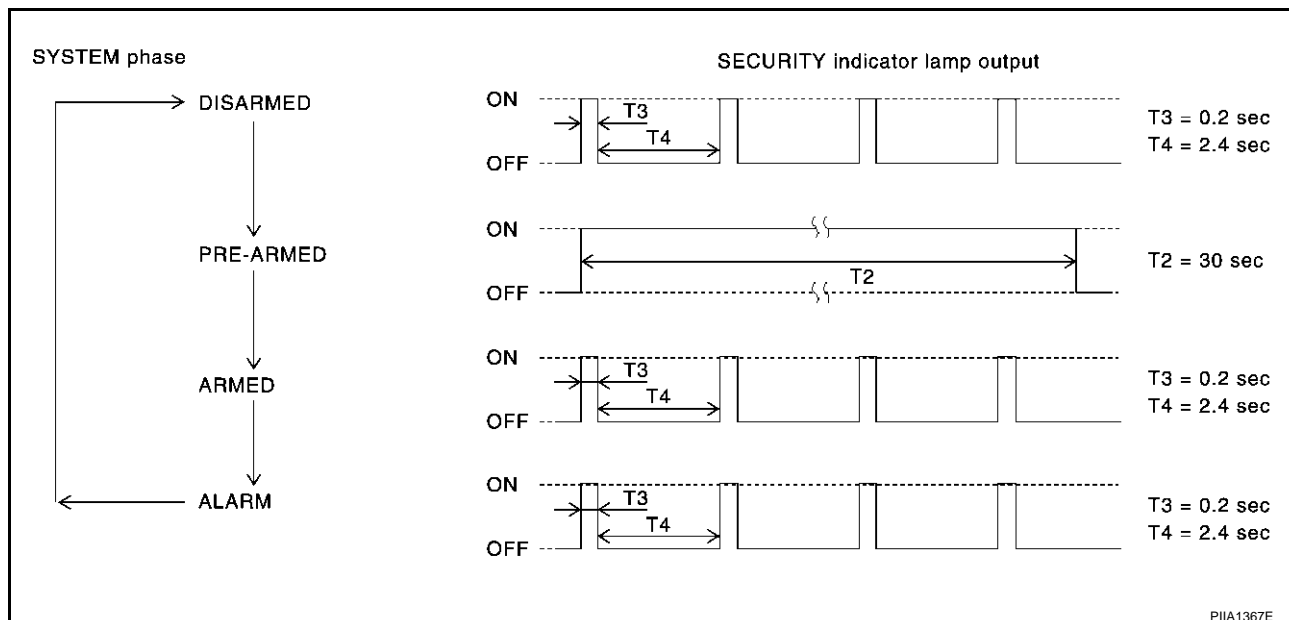 SYSTEM phase
SECURITY indicator lamp output
DISARMED
ON
T3
T4
OFF
T3 = 0.2 sec
T4 = 2.4 sec
PRE-ARMED
ON
T2
OFF
T2 = 30 sec
ARMED
ON
T3
T4
OFF
T3 = 0.2 sec
T4 = 2.4 sec
ALARM
ON
T3
T4
OFF
T3 = 0.2 sec
T4 = 2.4 sec
PIIA1367E